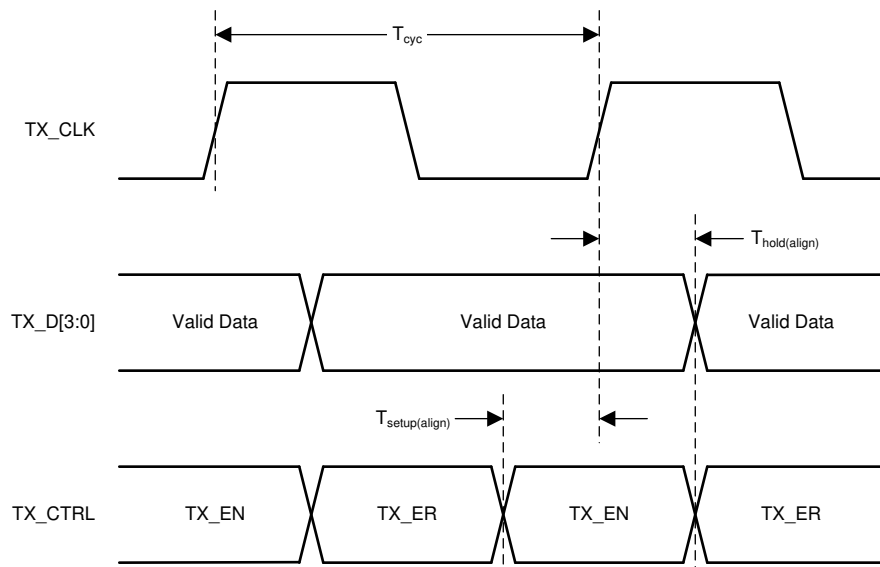 Tcyc
TX_CLK
Thold(align)
TX_D[3:0]
Valid Data
Valid Data
Valid Data
Tsetup(align)
TX_CTRL
TX_EN
TX_ER
TX_EN
TX_ER